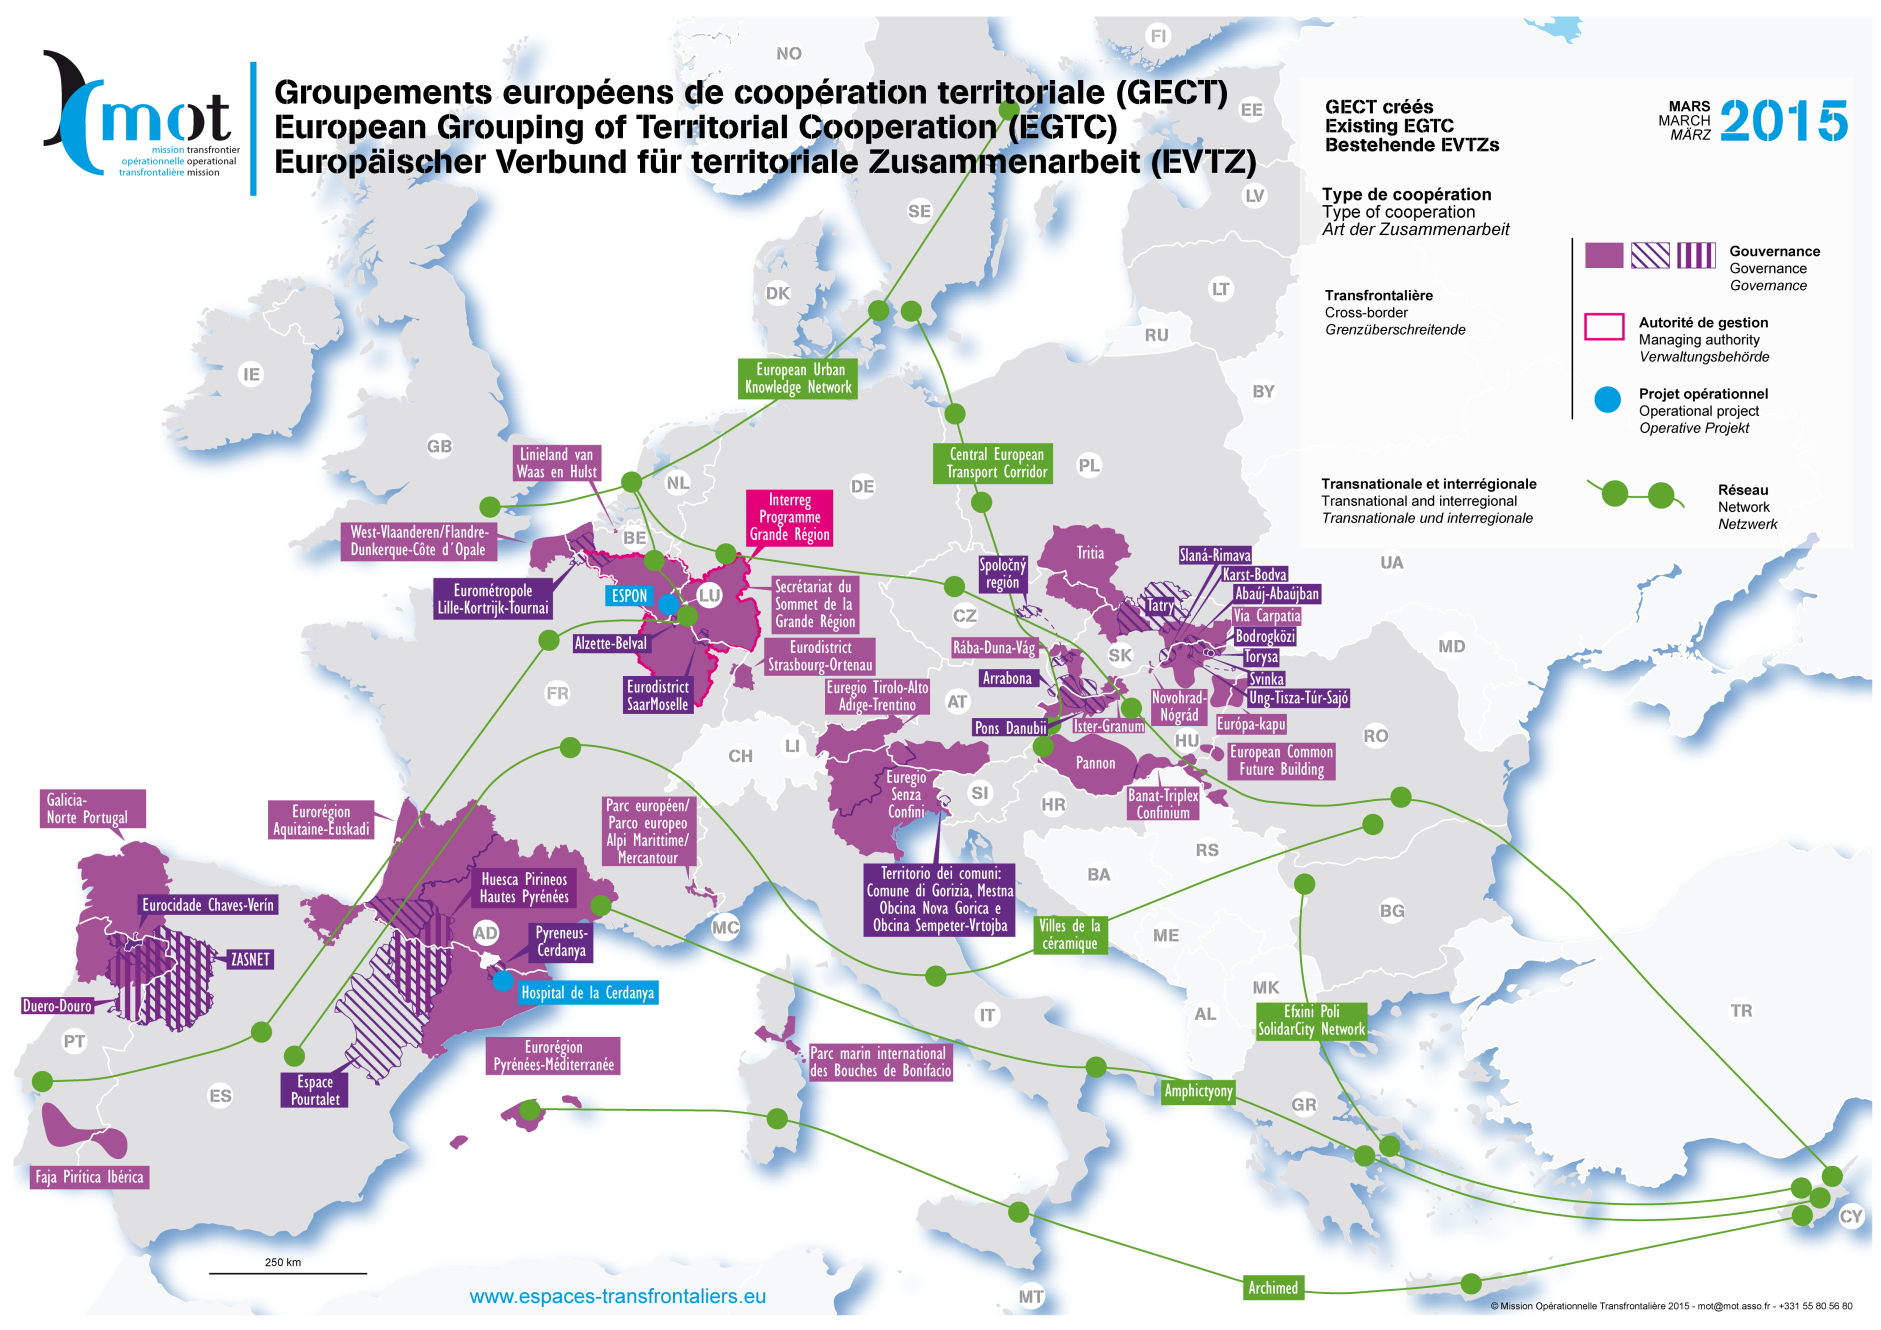 mot
mission transfrontier
opérationnelle operational
transfrontalière mission
Groupements européens de coopération territoriale (GECT)
European Grouping of Territorial Cooperation (EGTC)
Europäischer Verbund für territoriale Zusammenarbeit (EVTZ)
GECT créés
Existing EGTC
Bestehende EVTZs
MARS
MARCH
MÄRZ
2015
Type de coopération
Type of cooperation
Art der Zusammenarbeit
Transfrontalière
Cross-border
Grenzüberschreitende
Gouvernance
Governance
Governance
Autorité de gestion
Managing authority
Verwaltungsbehörde
Projet opérationnel
Operational project
Operative Projekt
Transnationale et interrégionale
Transnational and interregional
Transnationale und interregionale
Réseau
Network
Netzwerk
NO
FI
EE
SE
LV
DK
LT
RU
IE
BY
GB
NL
DE
PL
BE
UA
LU
CZ
MD
SK
FR
AT
CH
LI
HU
RO
SI
HR
RS
BA
AD
MC
ME
BG
IT
MK
AL
TR
PT
ES
GR
CY
MT
European Urban
Knowledge Network
Central European
Transport Corridor
Linieland van
Waas en Hulst
Interreg
Programme
Grande Région
West-Vlaanderen/Flandre-
Dunkerque-Côte d'Opale
Eurométropole
Lille-Kortrijk-Tournai
ESPON
Secrétariat du
Sommet de la
Grande Région
Alzette-Belval
Eurodistrict
Strasbourg-Ortenau
Eurodistrict
SaarMoselle
Tritia
Spoločný
región
Slaná-Rimava
Karst-Bodva
Abaúj-Abaújban
Tatry
Via Carpatia
Bodrogközi
Torysa
Svinka
Ung-Tisza-Túr-Sajó
Rába-Duna-Vág
Arrabona
Pons Danubii
Ister-Granum
Novohrad-
Nógrád
Európa-kapu
European Common
Future Building
Pannon
Banat-Triplex
Confinium
Euregio Tirolo-Alto
Adige-Trentino
Euregio
Senza
Confini
Territorio dei comuni:
Comune di Gorizia, Mestna
Obcina Nova Gorica e
Obcina Sempeter-Vrtojba
Parc européen/
Parco europeo
Alpi Marittime/
Mercantour
Galicia-
Norte Portugal
Eurorégion
Aquitaine-Euskadi
Huesca Pirineos
Hautes Pyrénées
Eurocidade Chaves-Verín
ZASNET
Duero-Douro
Pyreneus-
Cerdanya
Hospital de la Cerdanya
Villes de la
céramique
Efxini Poli
SolidarCity Network
Espace
Pourtalet
Eurorégion
Pyrénées-Méditerranée
Parc marin international
des Bouches de Bonifacio
Amphictyony
Faja Pirítica Ibérica
Archimed
250 km
www.espaces-transfrontaliers.eu
© Mission Opérationnelle Transfrontalière 2015 - mot@mot.asso.fr - +331 55 80 56 80